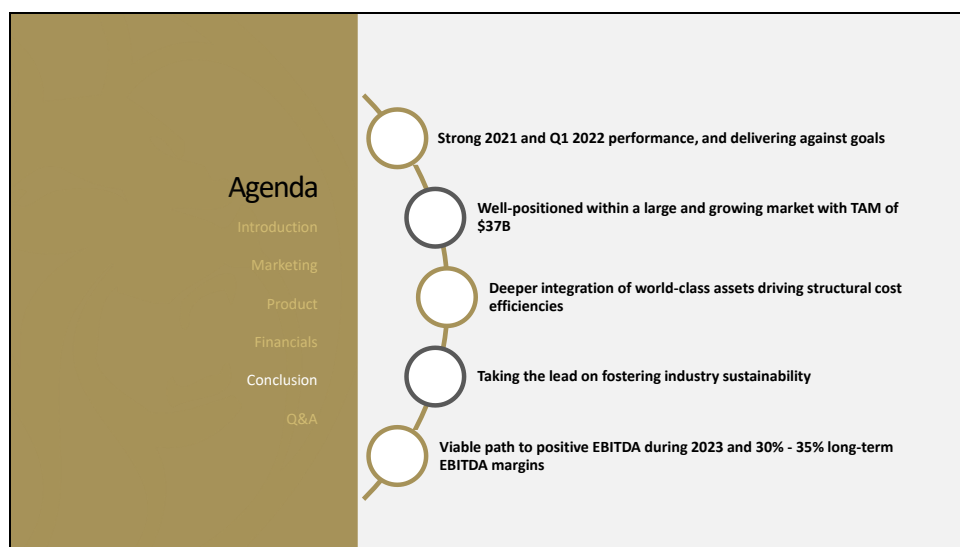 Agenda
Introduction
Marketing
Product
Financials
Conclusion
Q&A
Strong 2021 and Q1 2022 performance, and delivering against goals
Well-positioned within a large and growing market with TAM of
$37B
Deeper integration of world-class assets driving structural cost
efficiencies
Taking the lead on fostering industry sustainability
Viable path to positive EBITDA during 2023 and 30% - 35% long-term
EBITDA margins